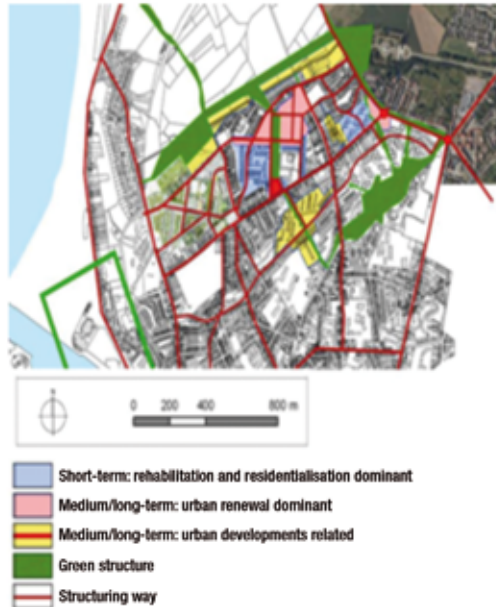 N
0 200 400 800 m
Short-term: rehabilitation and residentialisation dominant
Medium/long-term: urban renewal dominant
Medium/long-term: urban developments related
Green structure
Structuring way